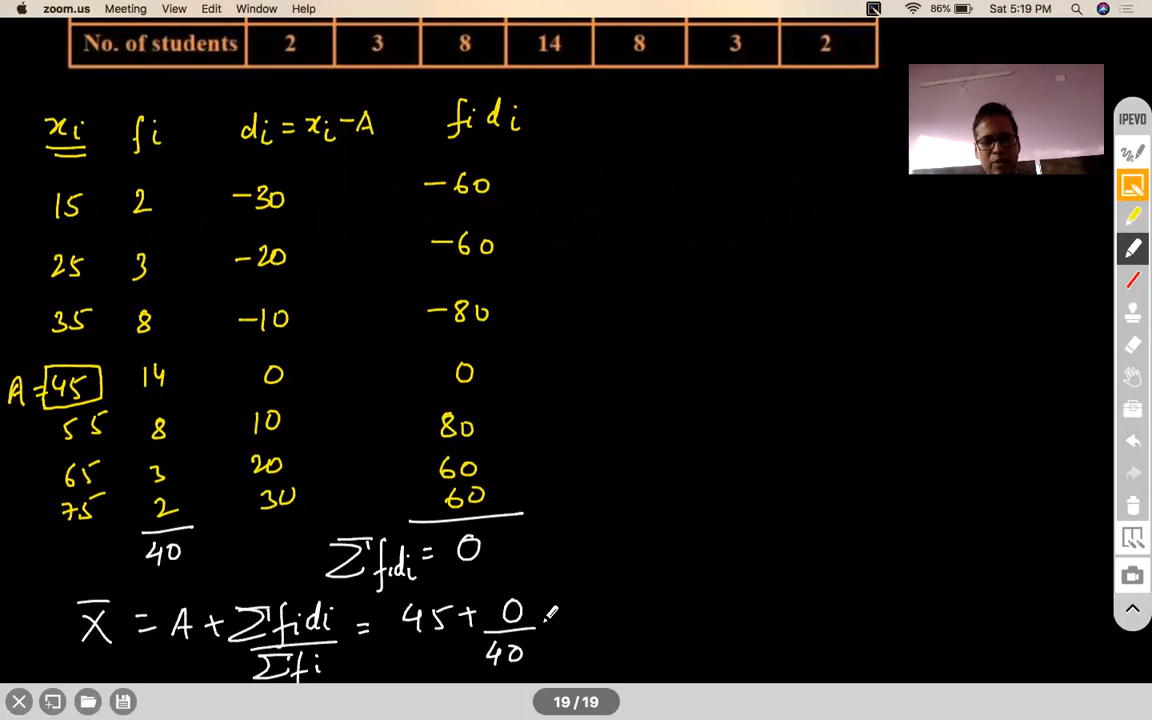 zoom.us Meeting View Edit Window Help 86% Sat 5:19 PM
No. of students 2 3 8 14 8 3 2
xi fi di = xi - A fidi
15 2 -30 -60
25 3 -20 -60
35 8 -10 -80
A = 45 14 0 0
55 8 10 80
65 3 20 60
75 2 30 60
40 Σfidi = 0
X̄ = A + Σfidi/Σfi = 45 + 0/40
IPEVO
19 / 19